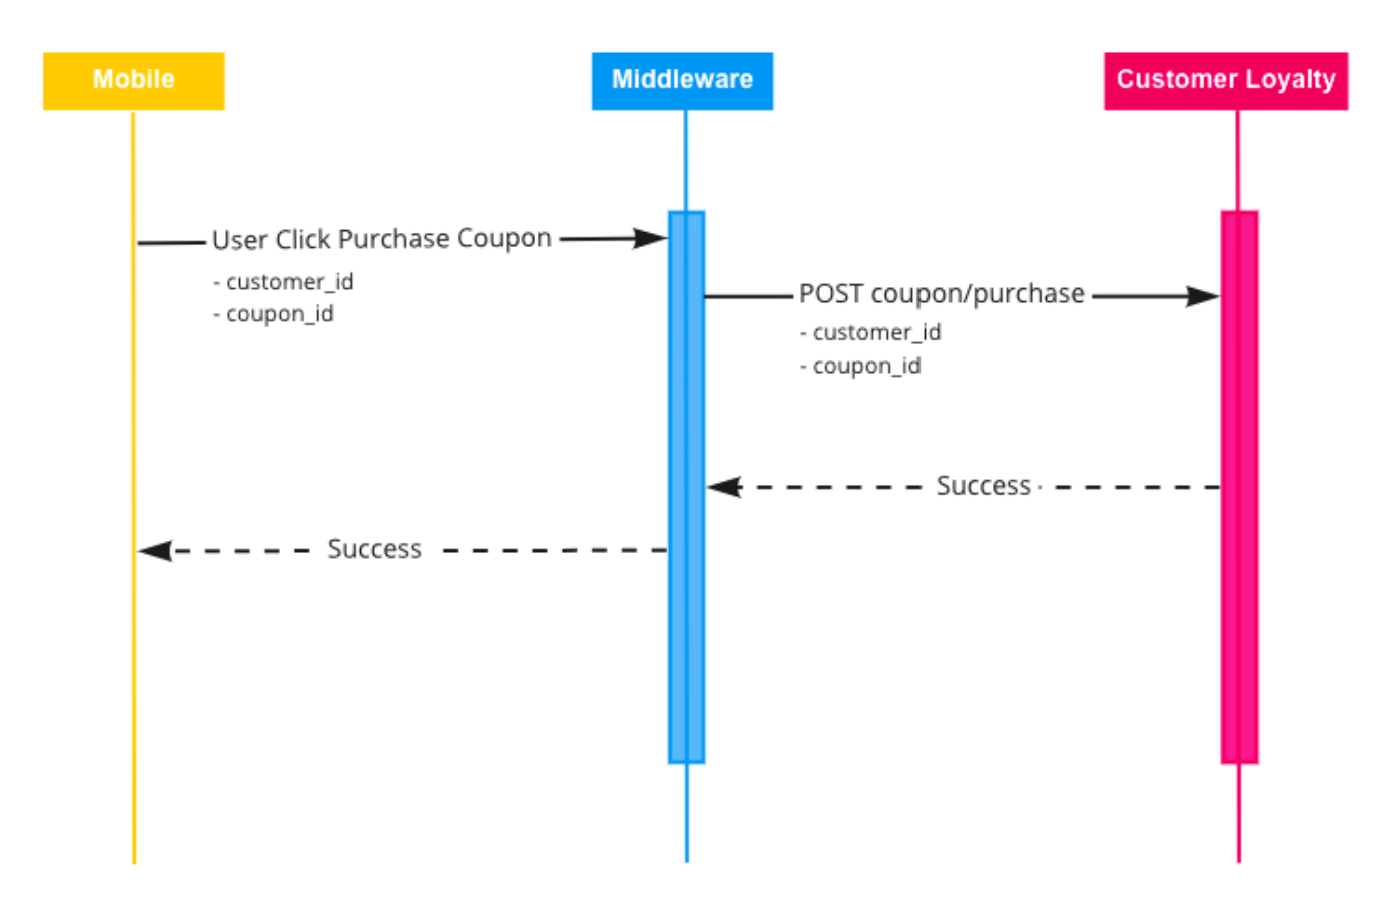 Mobile
Middleware
Customer Loyalty
User Click Purchase Coupon
- customer_id
- coupon_id
POST coupon/purchase
- customer_id
- coupon_id
Success
Success